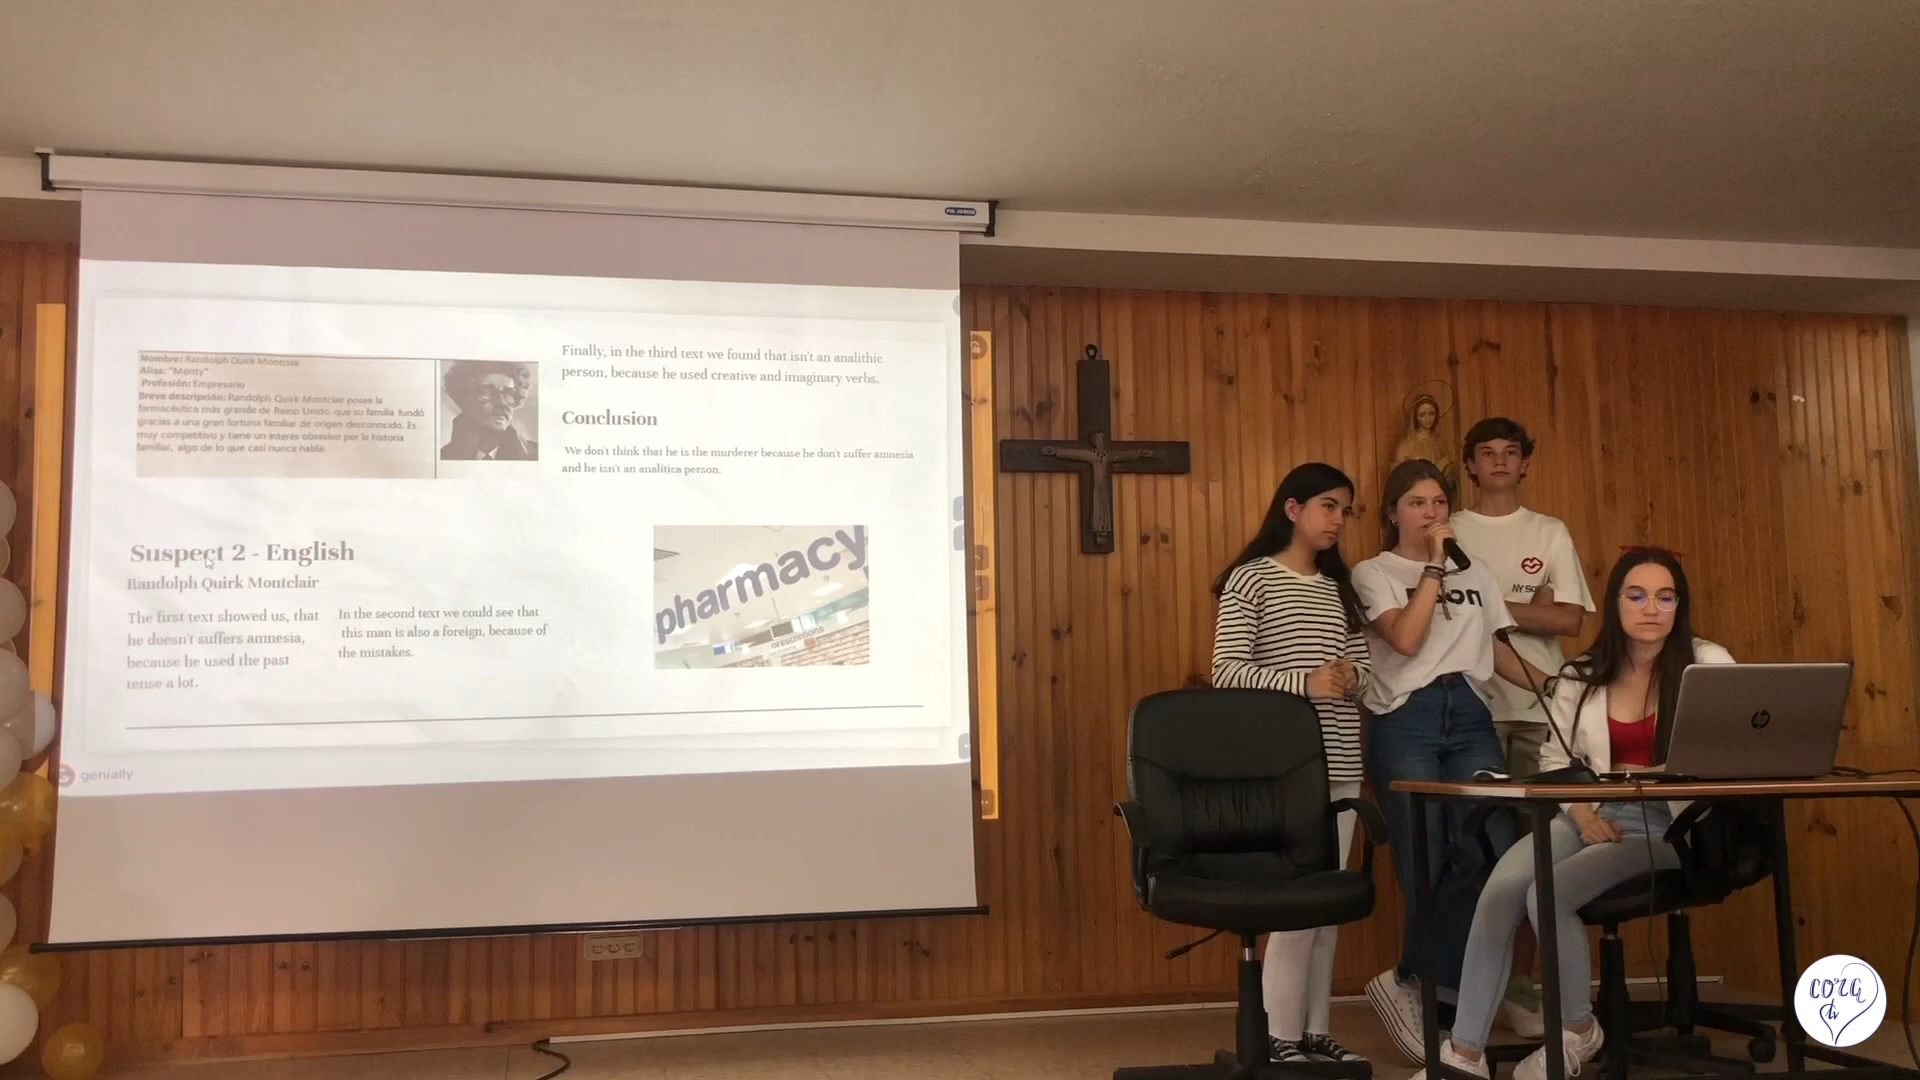 Nombre: Randolph Quirk Montclair
Alias: "Monty"
Profesión: Empresario
Breve descripción: Randolph Quirk Montclair posee la
farmacéutica más grande de Reino Unido, que su familia fundó
gracias a una gran fortuna familiar de origen desconocido. Es
muy competitivo y tiene un interés obsesivo por la historia
familiar, algo de lo que casi nunca habla.
Finally, in the third text we found that isn't an analithic
person, because he used creative and imaginary verbs.
Conclusion
We don't think that he is the murderer because he don't suffer amnesia
and he isn't an analitica person.
Suspect 2 - English
Randolph Quirk Montclair
The first text showed us, that
he doesn't suffers amnesia,
because he used the past
tense a lot.
In the second text we could see that
this man is also a foreign, because of
the mistakes.
pharmacy
prescriptions
genially
hp